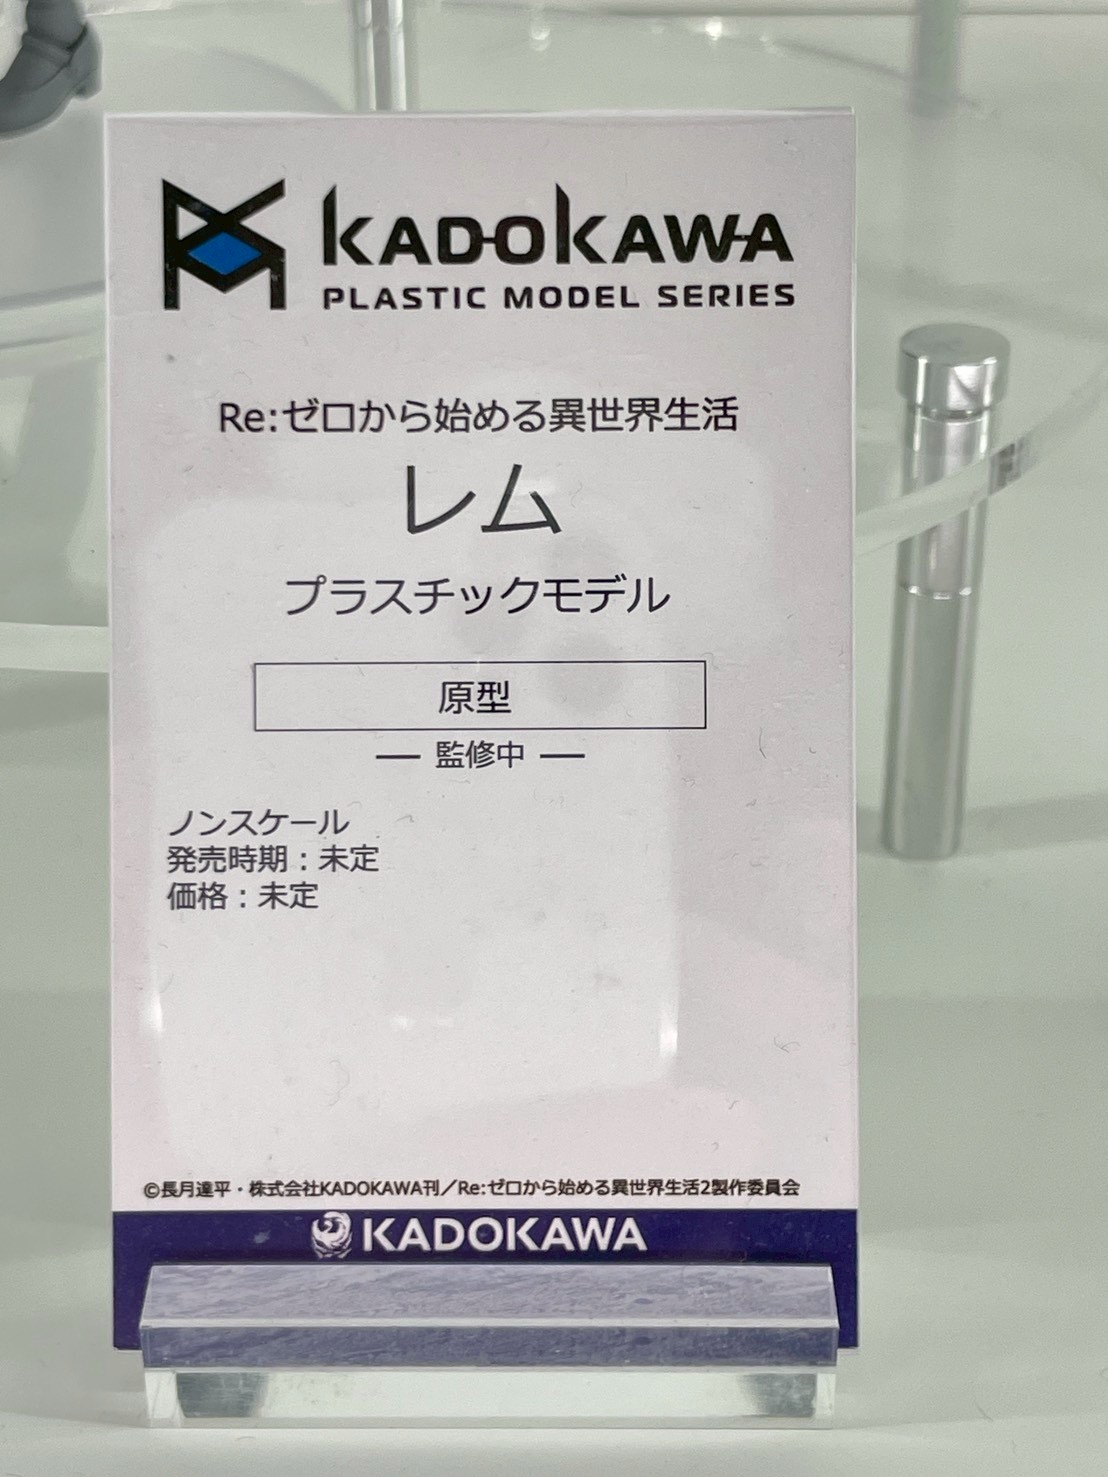 KADOKAWA
PLASTIC MODEL SERIES
Re:ゼロから始める異世界生活
レム
プラスチックモデル
原型
― 監修中 ―
ノンスケール
発売時期：未定
価格：未定
©長月達平・株式会社KADOKAWA刊／Re:ゼロから始める異世界生活2製作委員会
KADOKAWA